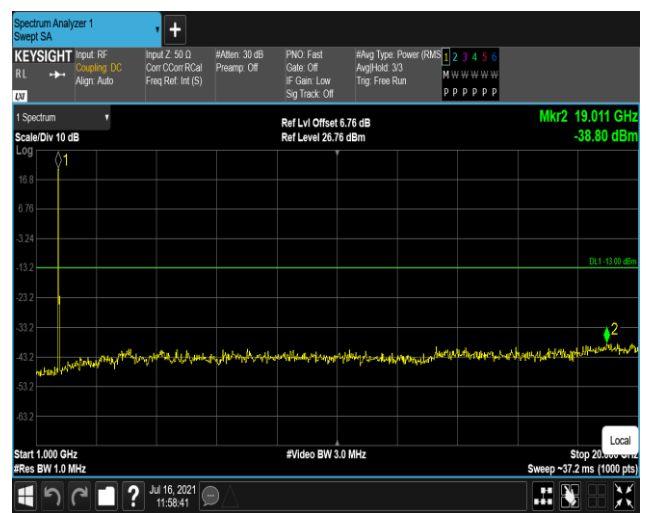 Spectrum Analyzer 1
Swept SA
+
KEYSIGHT
RL
LXI
Input: RF
Coupling: DC
Align: Auto
Input Z: 50 Ω
Corr CCorr RCal
Freq Ref: Int (S)
#Atten: 30 dB
Preamp: Off
PNO: Fast
Gate: Off
IF Gain: Low
Sig Track: Off
#Avg Type: Power (RMS
Avg|Hold: 3/3
Trig: Free Run
1 2 3 4 5 6
M W W W W W
P P P P P P
1 Spectrum
Scale/Div 10 dB
Log
Ref Lvl Offset 6.76 dB
Ref Level 26.76 dBm
Mkr2 19.011 GHz
-38.80 dBm
1
16.8
6.76
-3.24
-13.2
DL1 -13.00 dBm
-23.2
-33.2
2
-43.2
-53.2
-63.2
Local
Start 1.000 GHz
#Video BW 3.0 MHz
Stop 20.000 GHz
#Res BW 1.0 MHz
Sweep ~37.2 ms (1000 pts)
?
Jul 16, 2021
11:58:41